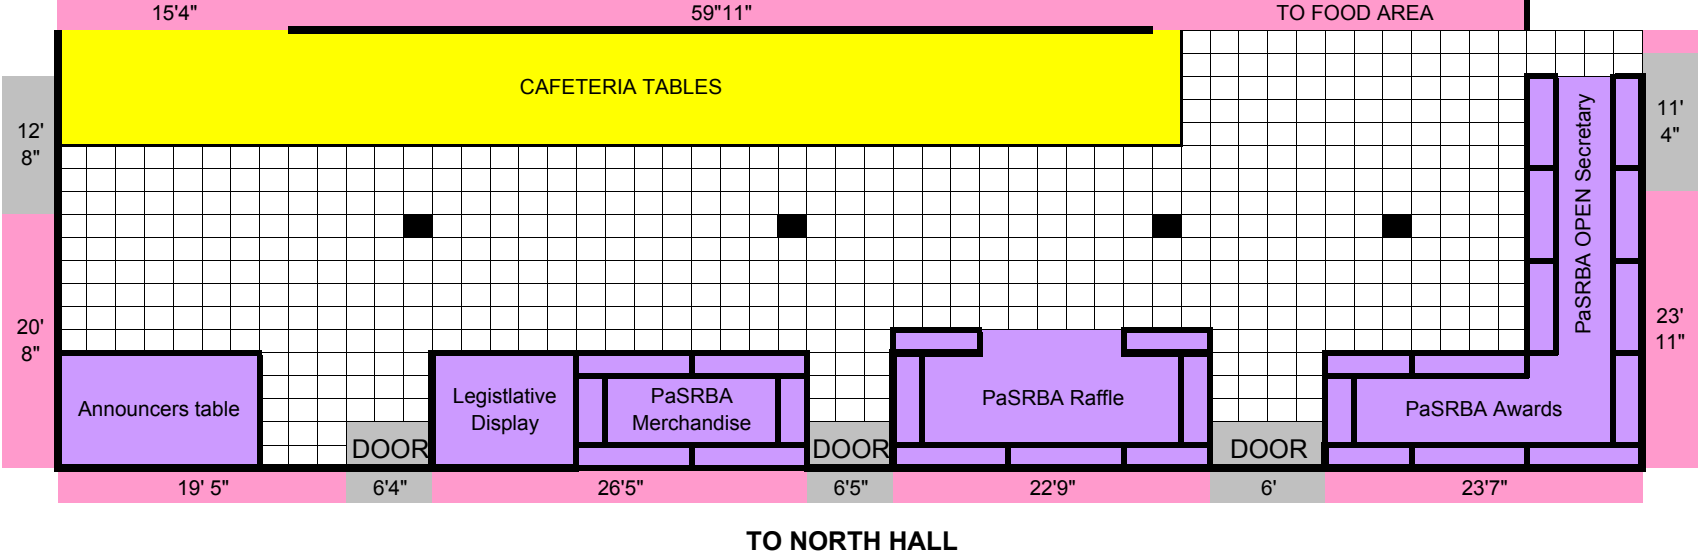 15'4"
59"11"
TO FOOD AREA
CAFETERIA TABLES
12'
8"
11'
4"
PaSRBA OPEN Secretary
20'
8"
23'
11"
Announcers table
Legistlative
Display
PaSRBA
Merchandise
PaSRBA Raffle
PaSRBA Awards
DOOR
DOOR
DOOR
19' 5"
6'4"
26'5"
6'5"
22'9"
6'
23'7"
TO NORTH HALL